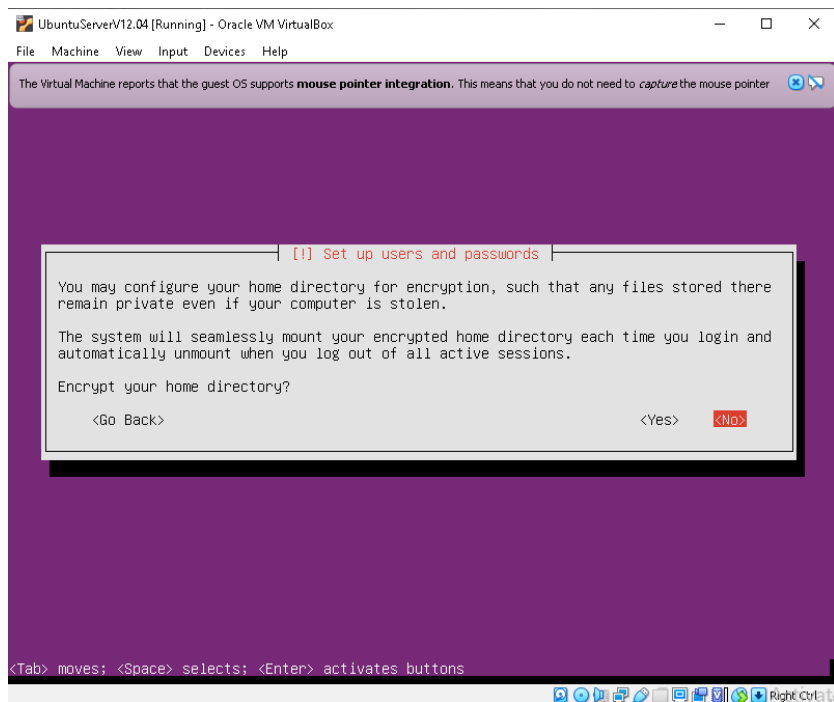 UbuntuServerV12.04 [Running] - Oracle VM VirtualBox
File Machine View Input Devices Help
The Virtual Machine reports that the guest OS supports mouse pointer integration. This means that you do not need to capture the mouse pointer
[!] Set up users and passwords
You may configure your home directory for encryption, such that any files stored there
remain private even if your computer is stolen.
The system will seamlessly mount your encrypted home directory each time you login and
automatically unmount when you log out of all active sessions.
Encrypt your home directory?
<Go Back> <Yes> <No>
<Tab> moves; <Space> selects; <Enter> activates buttons
Right Ctrl